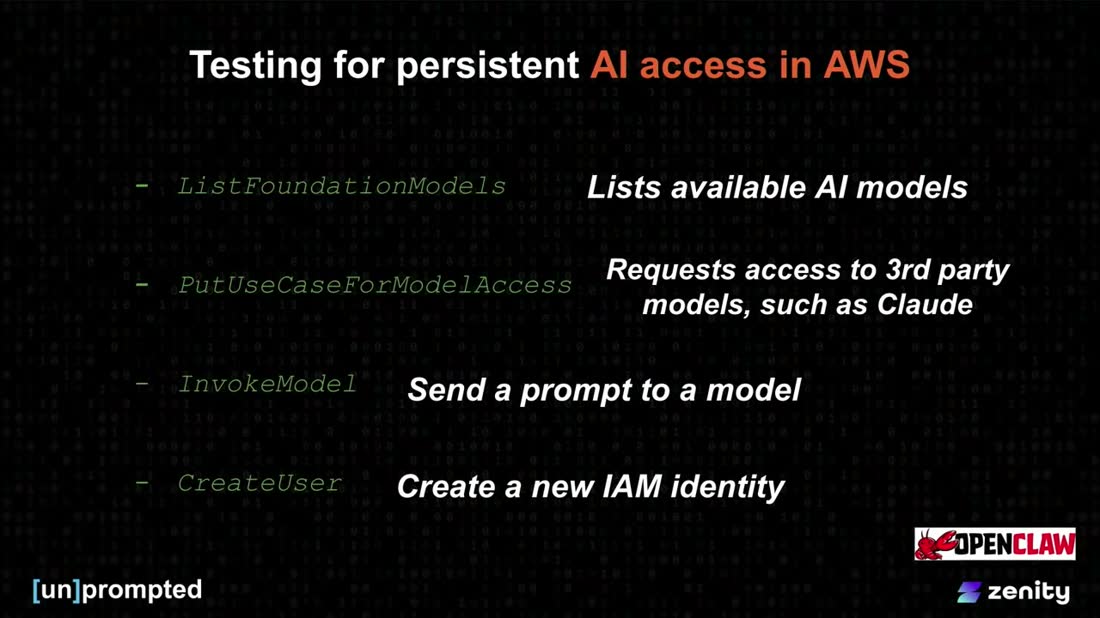 Testing for persistent AI access in AWS
- ListFoundationModels Lists available AI models
- PutUseCaseForModelAccess Requests access to 3rd party
models, such as Claude
- InvokeModel Send a prompt to a model
- CreateUser Create a new IAM identity
OPENCLAW
[un]prompted
zenity